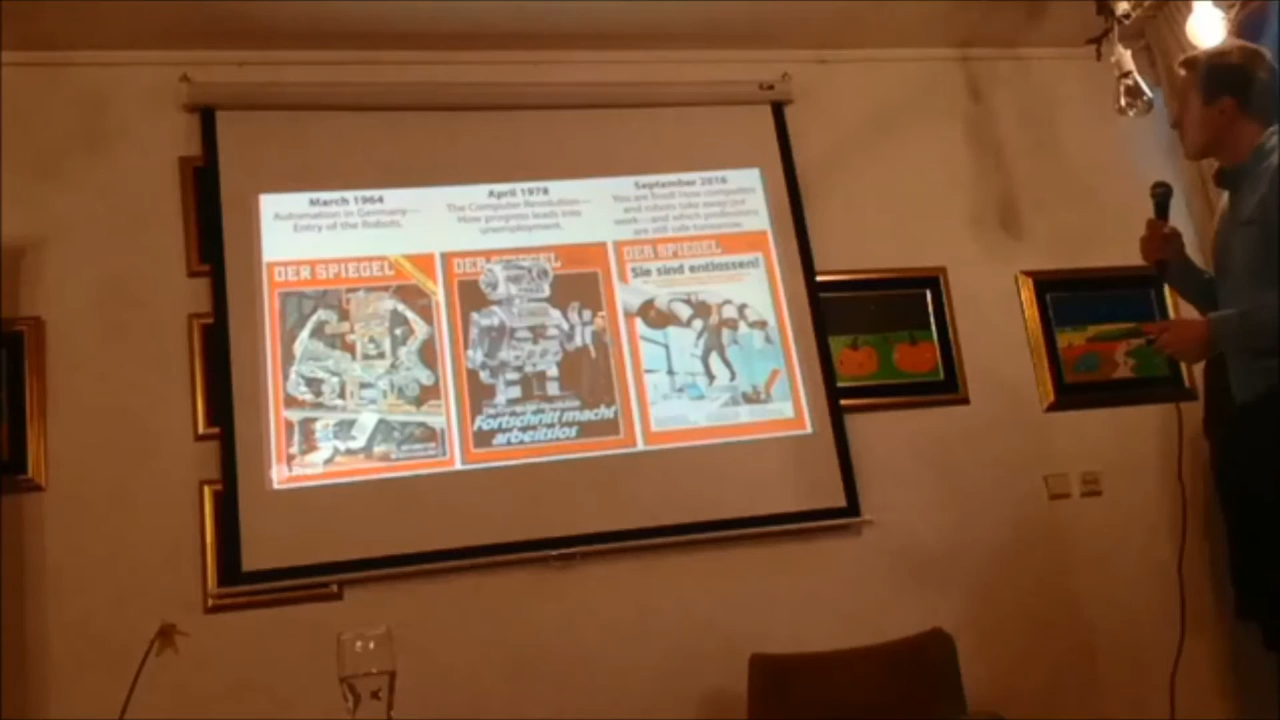 March 1964
Automation in Germany—
Entry of the Robots.
April 1978
The Computer Revolution—
How progress leads into
unemployment.
September 2016
You are fired! How computers
and robots take away our
work—and which professions
are still safe tomorrow.
DER SPIEGEL
DER SPIEGEL
Fortschritt macht
arbeitslos
DER SPIEGEL
Sie sind entlassen!